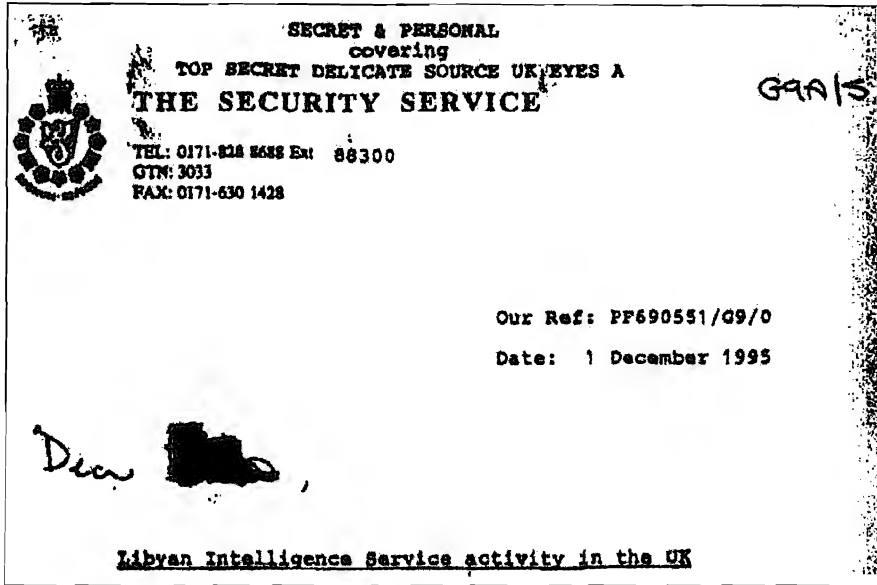 SECRET & PERSONAL
covering
TOP SECRET DELICATE SOURCE UK EYES A
THE SECURITY SERVICE
G9A/5
TEL: 0171-828 8688 Ext 88300
GTN: 3033
FAX: 0171-630 1428
Our Ref: PF690551/G9/0
Date: 1 December 1995
Dear ,
Libyan Intelligence Service activity in the UK